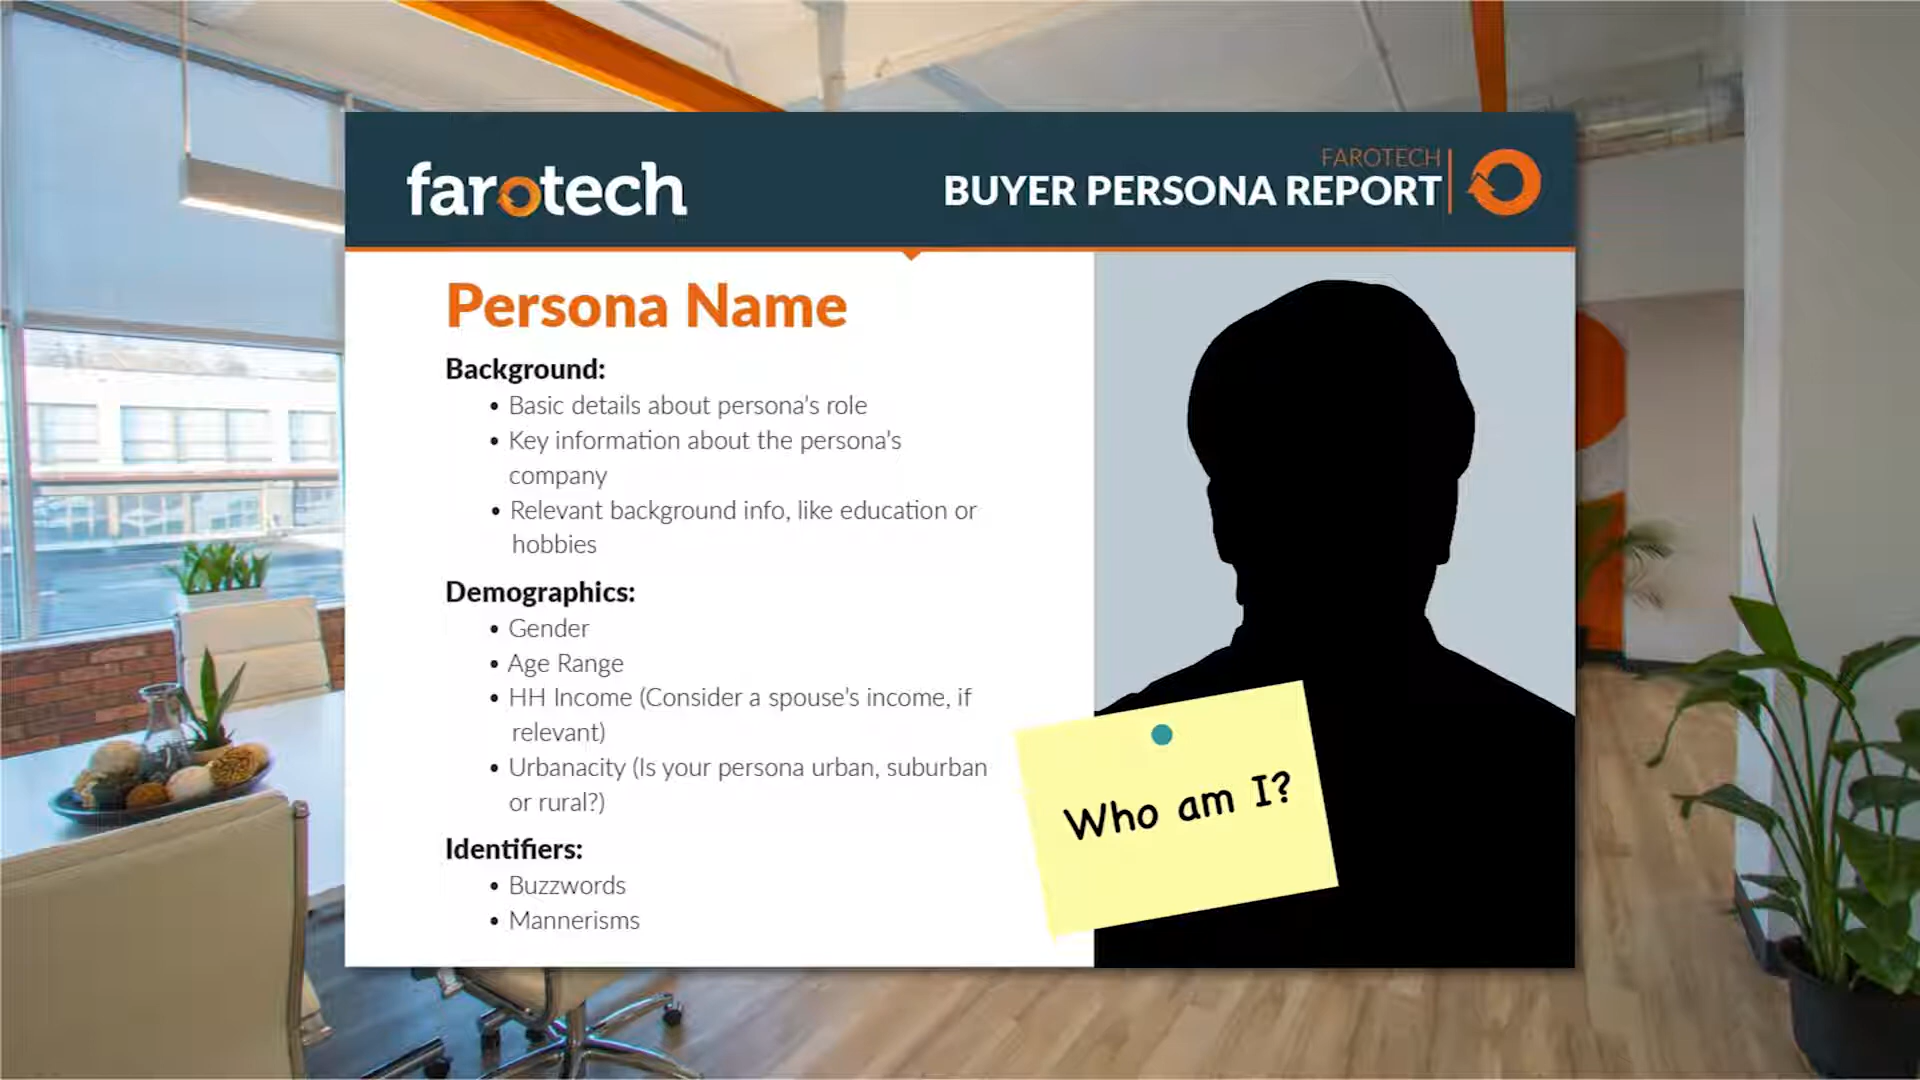 farotech
FAROTECH
BUYER PERSONA REPORT
Persona Name
Background:
• Basic details about persona's role
• Key information about the persona's
company
• Relevant background info, like education or
hobbies
Demographics:
• Gender
• Age Range
• HH Income (Consider a spouse's income, if
relevant)
• Urbanacity (Is your persona urban, suburban
or rural?)
Identifiers:
• Buzzwords
• Mannerisms
Who am I?